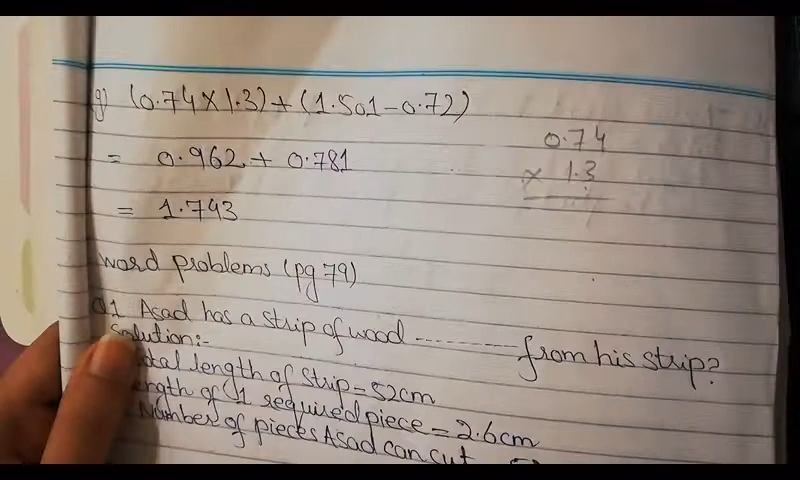 g) (0.74 × 1.3) + (1.501 - 0.72)
= 0.962 + 0.781
= 1.743
0.74
× 1.3
word problems (pg 79)
Q1 Asad has a strip of wood ---------- from his strip?
Solution:-
total length of strip = 52cm
length of 1 required piece = 2.6cm
Number of pieces Asad can cut